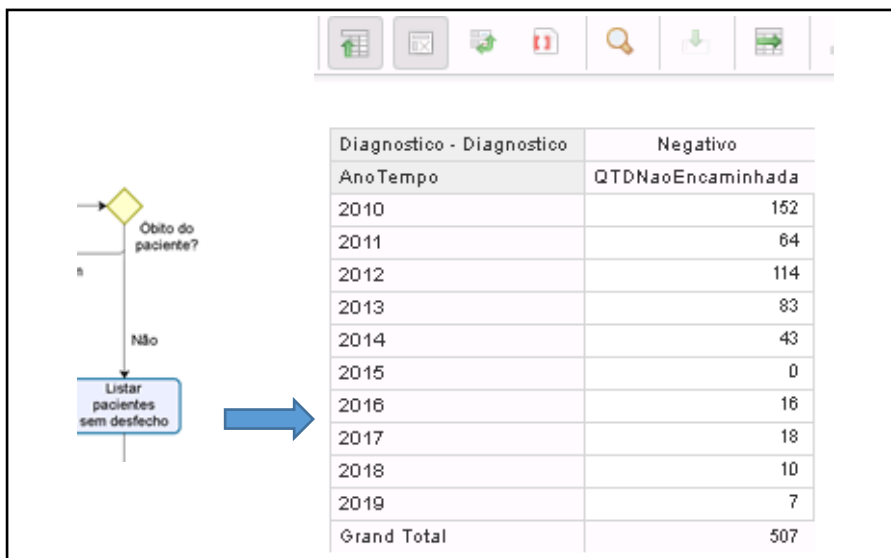 Óbito do
paciente?
Não
Listar
pacientes
sem desfecho
Diagnostico - Diagnostico Negativo
AnoTempo QTDNaoEncaminhada
2010 152
2011 64
2012 114
2013 83
2014 43
2015 0
2016 16
2017 18
2018 10
2019 7
Grand Total 507